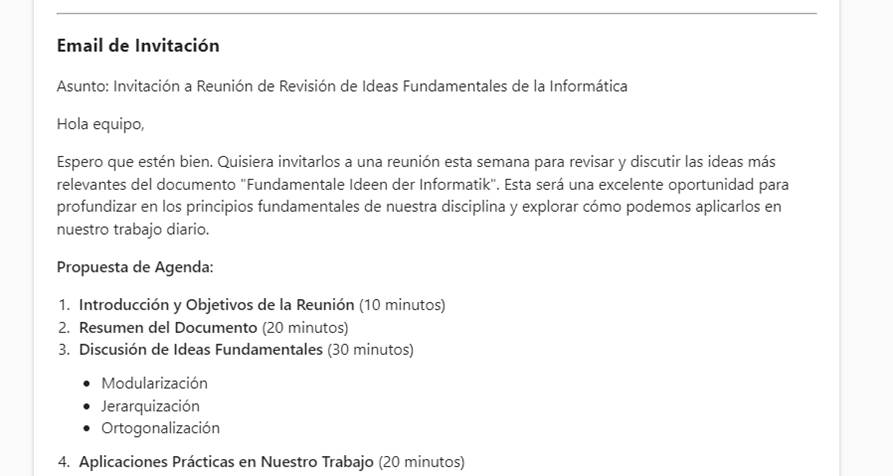 Email de Invitación
Asunto: Invitación a Reunión de Revisión de Ideas Fundamentales de la Informática
Hola equipo,
Espero que estén bien. Quisiera invitarlos a una reunión esta semana para revisar y discutir las ideas más
relevantes del documento "Fundamentale Ideen der Informatik". Esta será una excelente oportunidad para
profundizar en los principios fundamentales de nuestra disciplina y explorar cómo podemos aplicarlos en
nuestro trabajo diario.
Propuesta de Agenda:
1. Introducción y Objetivos de la Reunión (10 minutos)
2. Resumen del Documento (20 minutos)
3. Discusión de Ideas Fundamentales (30 minutos)
• Modularización
• Jerarquización
• Ortogonalización
4. Aplicaciones Prácticas en Nuestro Trabajo (20 minutos)